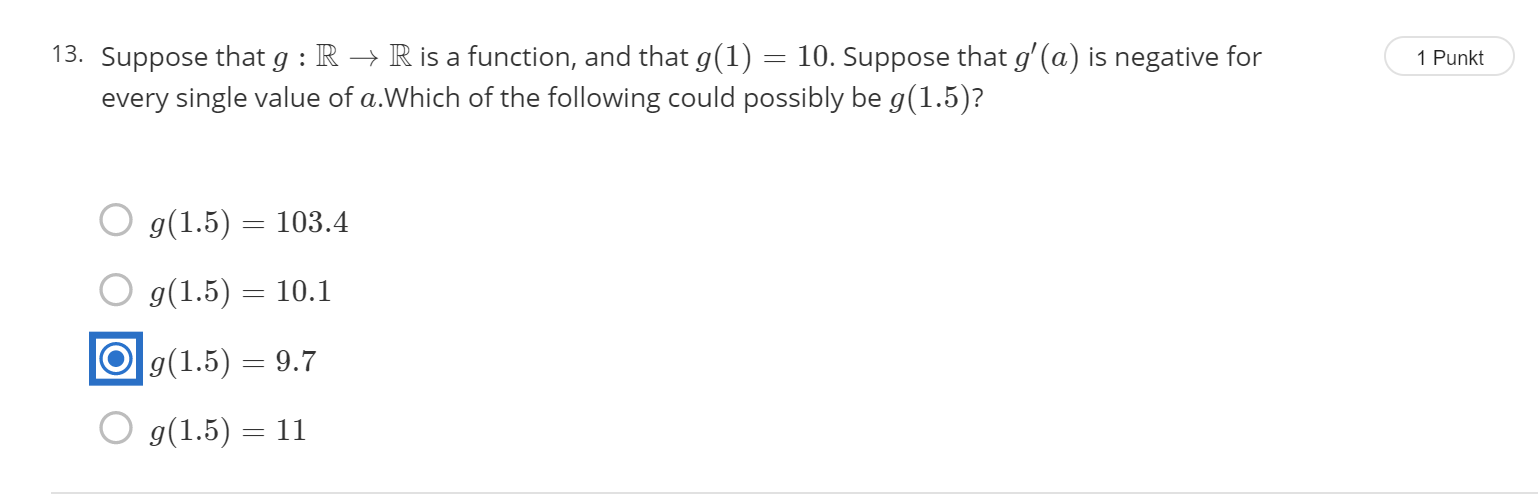 13. Suppose that g : ℝ → ℝ is a function, and that g(1) = 10. Suppose that g′(a) is negative for
1 Punkt
every single value of a.Which of the following could possibly be g(1.5)?
g(1.5) = 103.4
g(1.5) = 10.1
g(1.5) = 9.7
g(1.5) = 11